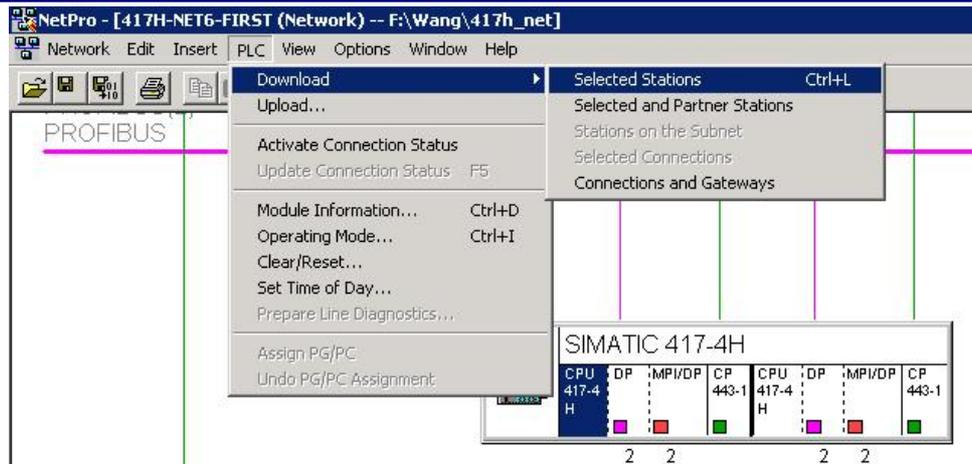 NetPro - [417H-NET6-FIRST (Network) -- F:\Wang\417h_net]
Network Edit Insert PLC View Options Window Help
PROFIBUS
Download
Upload...
Activate Connection Status
Update Connection Status F5
Module Information... Ctrl+D
Operating Mode... Ctrl+I
Clear/Reset...
Set Time of Day...
Prepare Line Diagnostics...
Assign PG/PC
Undo PG/PC Assignment
Selected Stations Ctrl+L
Selected and Partner Stations
Stations on the Subnet
Selected Connections
Connections and Gateways
SIMATIC 417-4H
CPU DP MPI/DP CP CPU DP MPI/DP CP
417-4 443-1 417-4 443-1
H H
2 2 2 2